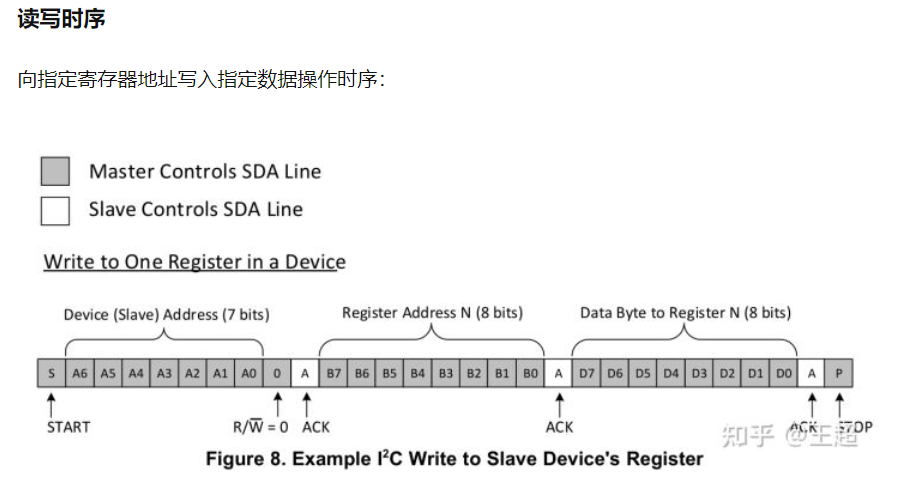 读写时序
向指定寄存器地址写入指定数据操作时序：
Master Controls SDA Line
Slave Controls SDA Line
Write to One Register in a Device
Device (Slave) Address (7 bits) Register Address N (8 bits) Data Byte to Register N (8 bits)
S A6 A5 A4 A3 A2 A1 A0 0 A B7 B6 B5 B4 B3 B2 B1 B0 A D7 D6 D5 D4 D3 D2 D1 D0 A P
START R/W̅ = 0 ACK ACK ACK STOP
知乎 @王超
Figure 8. Example I²C Write to Slave Device's Register